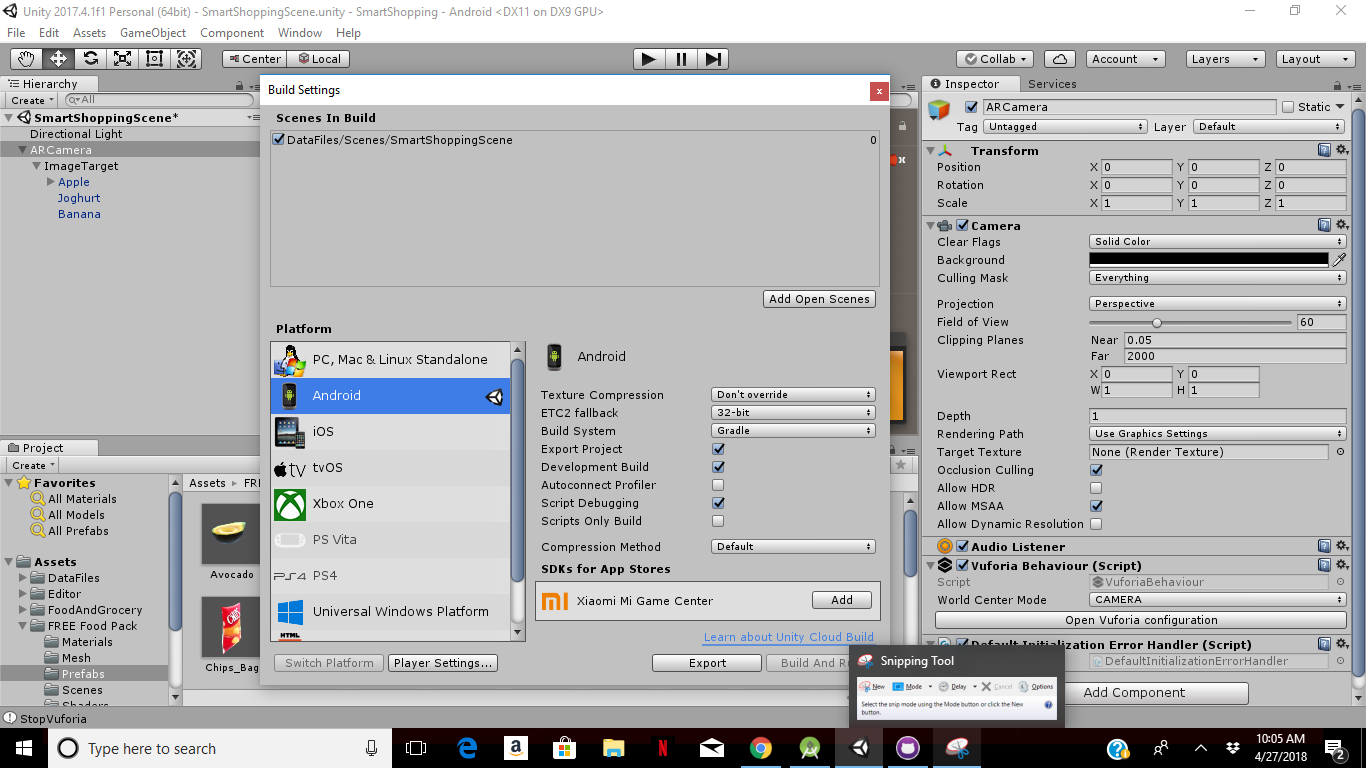 Unity 2017.4.1f1 Personal (64bit) - SmartShoppingScene.unity - SmartShopping - Android <DX11 on DX9 GPU>
File Edit Assets GameObject Component Window Help
Center Local Collab Account Layers Layout
Hierarchy
Create All
SmartShoppingScene*
Directional Light
ARCamera
ImageTarget
Apple
Joghurt
Banana
Build Settings
x
Scenes In Build
DataFiles/Scenes/SmartShoppingScene 0
Add Open Scenes
Platform
PC, Mac & Linux Standalone
Android
iOS
tv tvOS
Xbox One
PS Vita
PS4
Universal Windows Platform
HTML
Android
Texture Compression Don't override
ETC2 fallback 32-bit
Build System Gradle
Export Project
Development Build
Autoconnect Profiler
Script Debugging
Scripts Only Build
Compression Method Default
SDKs for App Stores
mi Xiaomi Mi Game Center Add
Learn about Unity Cloud Build
Switch Platform Player Settings... Export Build And Ru
Inspector Services
ARCamera Static
Tag Untagged Layer Default
Transform
Position X 0 Y 0 Z 0
Rotation X 0 Y 0 Z 0
Scale X 1 Y 1 Z 1
Camera
Clear Flags Solid Color
Background
Culling Mask Everything
Projection Perspective
Field of View 60
Clipping Planes Near 0.05
Far 2000
Viewport Rect X 0 Y 0
W 1 H 1
Depth 1
Rendering Path Use Graphics Settings
Target Texture None (Render Texture)
Occlusion Culling
Allow HDR
Allow MSAA
Allow Dynamic Resolution
Audio Listener
Vuforia Behaviour (Script)
Script VuforiaBehaviour
World Center Mode CAMERA
Open Vuforia configuration
Default Initialization Error Handler (Script)
DefaultInitializationErrorHandler
Add Component
Project
Create
Favorites
All Materials
All Models
All Prefabs
Assets
DataFiles
Editor
FoodAndGrocery
FREE Food Pack
Materials
Mesh
Prefabs
Scenes
Shaders
Assets FR
Avocado
Chips_Bag
StopVuforia
Snipping Tool
New Mode Delay Cancel Options
Select the snip mode using the Mode button or click the New
button.
Type here to search
10:05 AM
4/27/2018
2